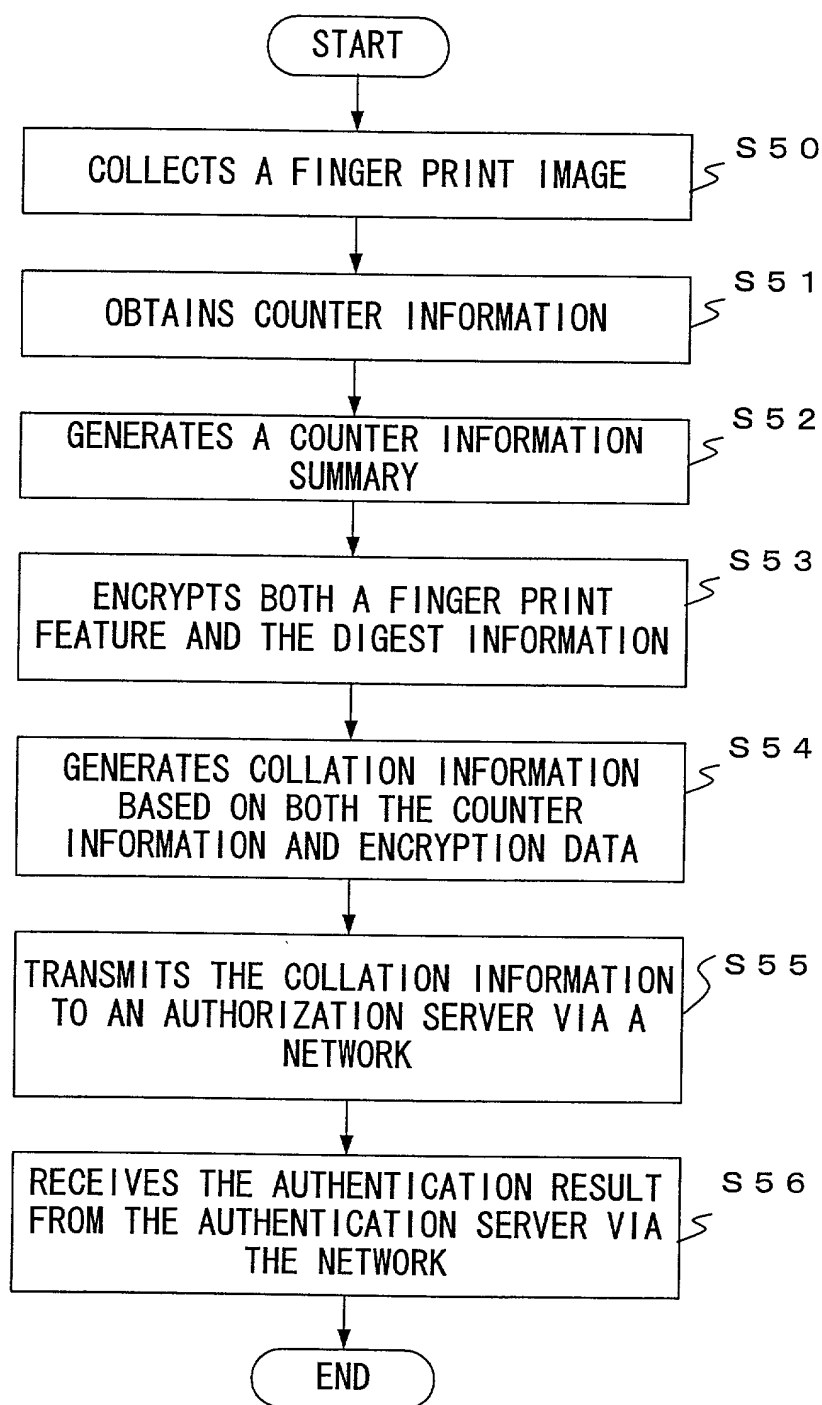 START
COLLECTS A FINGER PRINT IMAGE
S50
OBTAINS COUNTER INFORMATION
S51
GENERATES A COUNTER INFORMATION
SUMMARY
S52
ENCRYPTS BOTH A FINGER PRINT
FEATURE AND THE DIGEST INFORMATION
S53
GENERATES COLLATION INFORMATION
BASED ON BOTH THE COUNTER
INFORMATION AND ENCRYPTION DATA
S54
TRANSMITS THE COLLATION INFORMATION
TO AN AUTHORIZATION SERVER VIA A
NETWORK
S55
RECEIVES THE AUTHENTICATION RESULT
FROM THE AUTHENTICATION SERVER VIA
THE NETWORK
S56
END